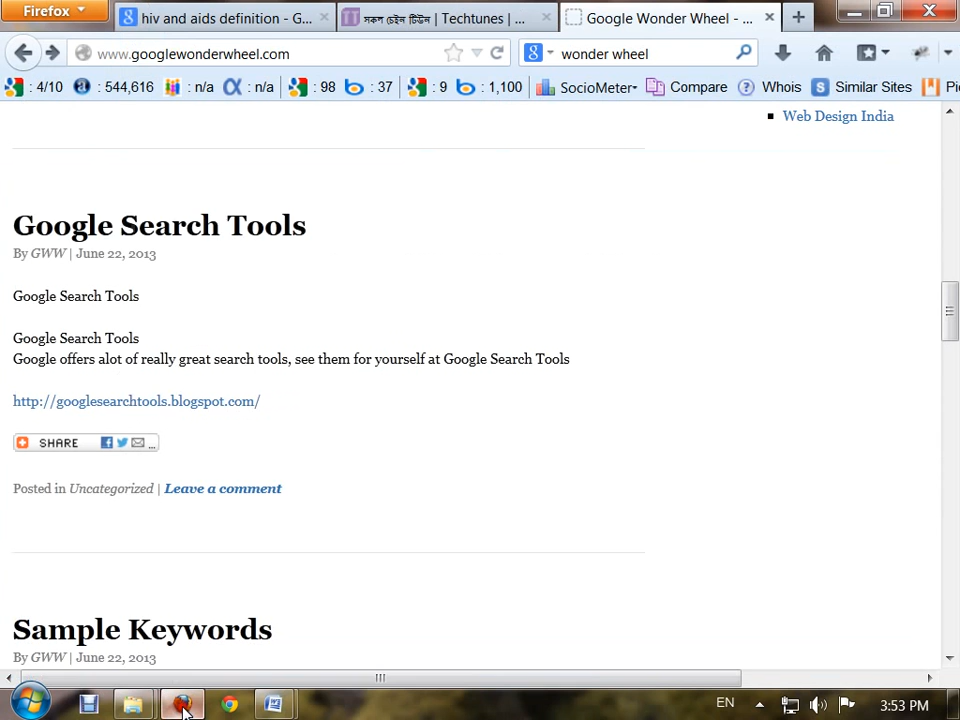 Firefox
hiv and aids definition - G...
সকল চেইন টিউন | Techtunes | ...
Google Wonder Wheel - ...
www.googlewonderwheel.com
wonder wheel
: 4/10 : 544,616 : n/a : n/a : 98 : 37 : 9 : 1,100 SocioMeter Compare Whois Similar Sites
Web Design India
Google Search Tools
By GWW | June 22, 2013
Google Search Tools
Google Search Tools
Google offers alot of really great search tools, see them for yourself at Google Search Tools
http://googlesearchtools.blogspot.com/
SHARE ...
Posted in Uncategorized | Leave a comment
Sample Keywords
By GWW | June 22, 2013
EN 3:53 PM